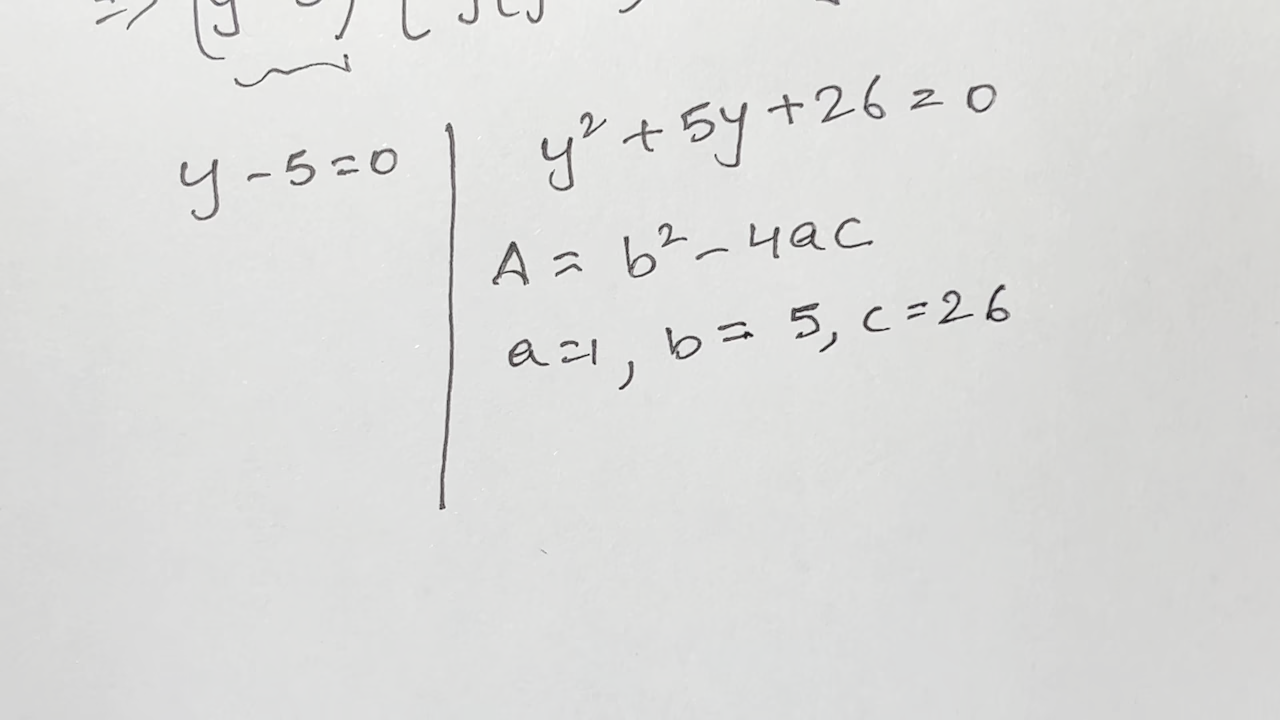 y - 5 = 0
y² + 5y + 26 = 0
A = b² - 4ac
a = 1, b = 5, c = 26